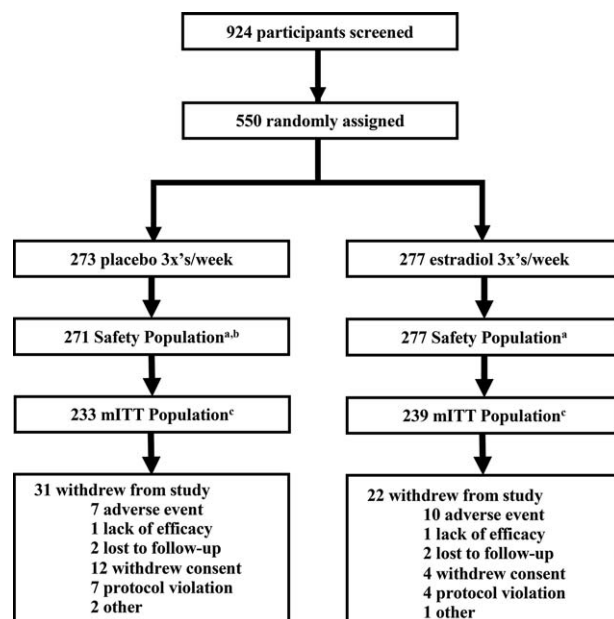 924 participants screened
550 randomly assigned
273 placebo 3x's/week
277 estradiol 3x's/week
271 Safety Populationᵃ,ᵇ
277 Safety Populationᵃ
233 mITT Populationᶜ
239 mITT Populationᶜ
31 withdrew from study
7 adverse event
1 lack of efficacy
2 lost to follow-up
12 withdrew consent
7 protocol violation
2 other
22 withdrew from study
10 adverse event
1 lack of efficacy
2 lost to follow-up
4 withdrew consent
4 protocol violation
1 other